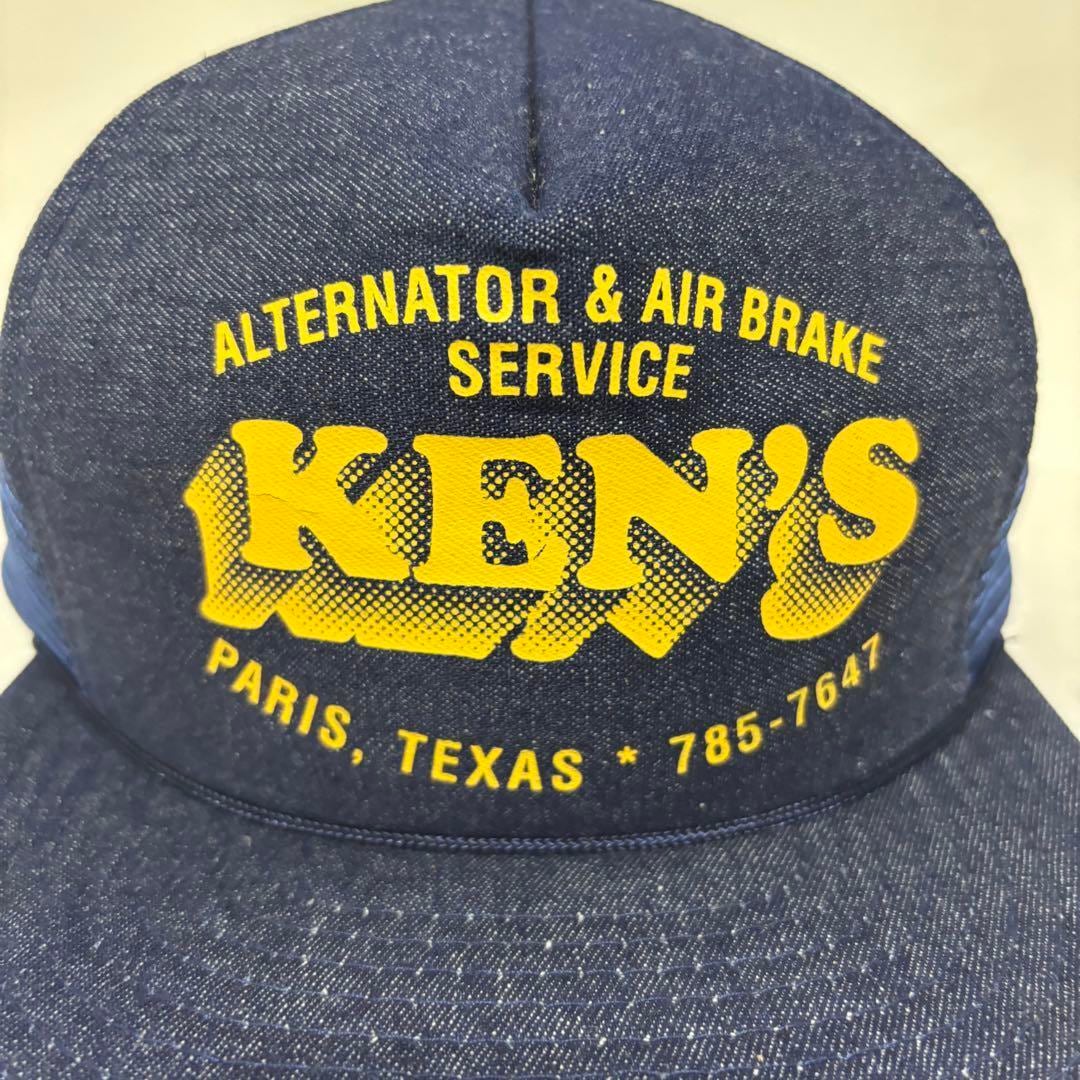 ALTERNATOR & AIR BRAKE
SERVICE
KEN'S
PARIS, TEXAS * 785-7647